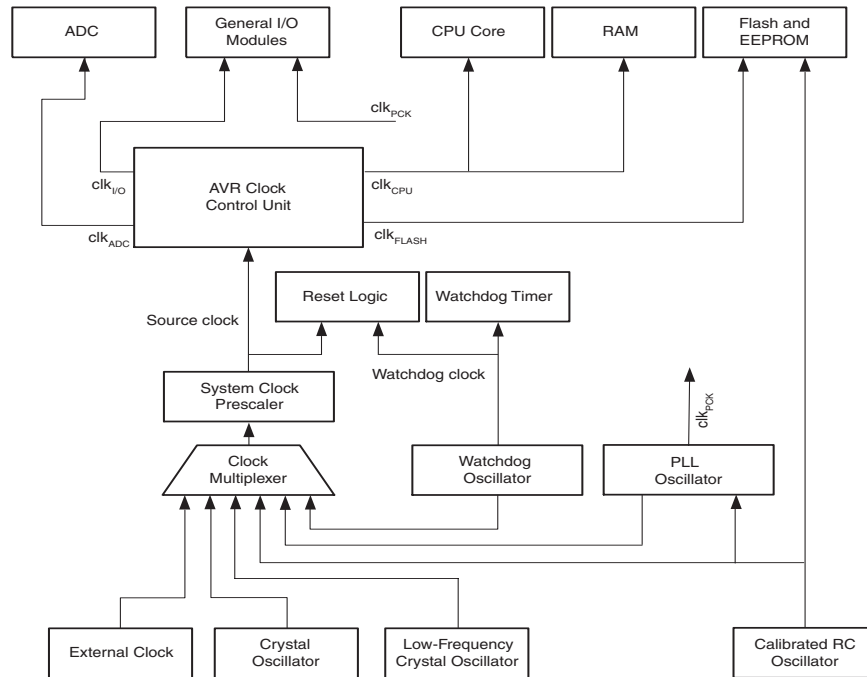 ADC
General I/O
Modules
CPU Core
RAM
Flash and
EEPROM
clkPCK
clkI/O
AVR Clock
Control Unit
clkCPU
clkADC
clkFLASH
Reset Logic
Watchdog Timer
Source clock
Watchdog clock
System Clock
Prescaler
clkPCK
Clock
Multiplexer
Watchdog
Oscillator
PLL
Oscillator
External Clock
Crystal
Oscillator
Low-Frequency
Crystal Oscillator
Calibrated RC
Oscillator